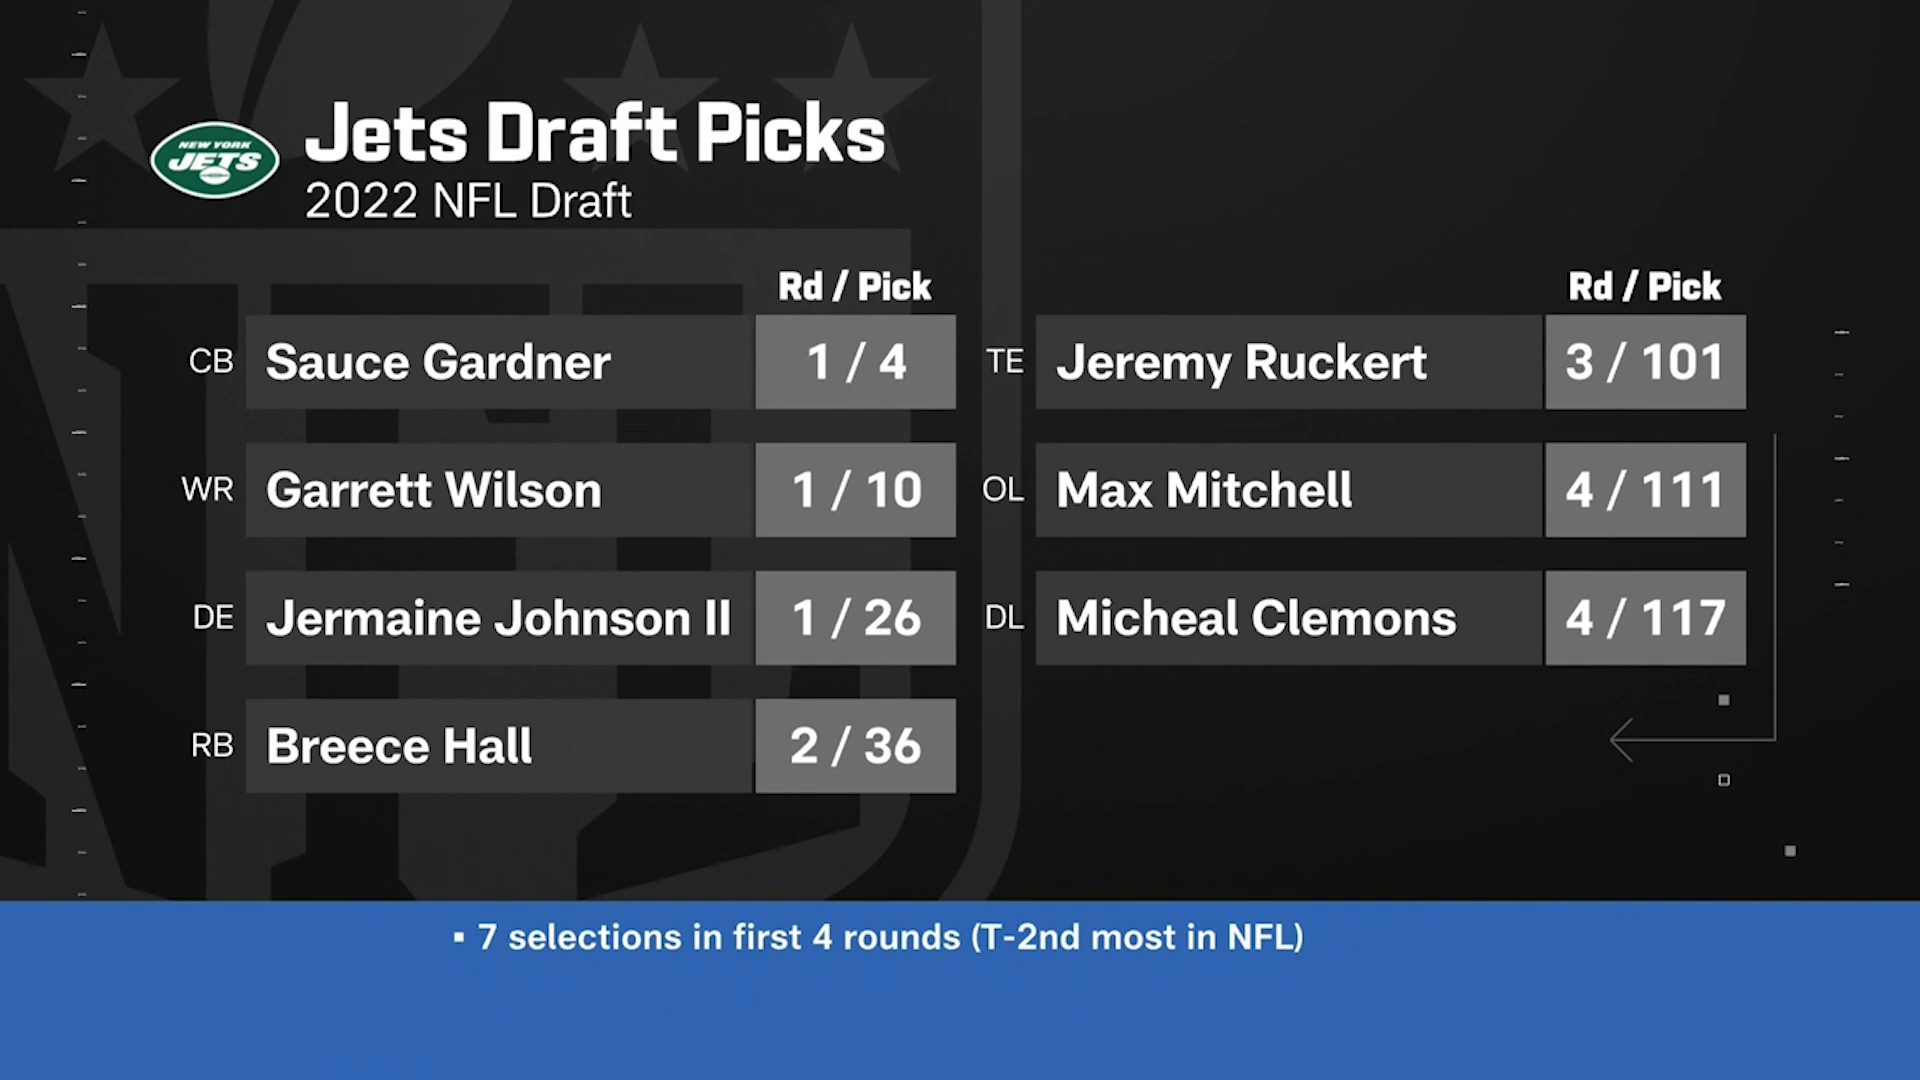 NEW YORK
JETS
Jets Draft Picks
2022 NFL Draft
Rd / Pick
CB Sauce Gardner 1 / 4
WR Garrett Wilson 1 / 10
DE Jermaine Johnson II 1 / 26
RB Breece Hall 2 / 36
Rd / Pick
TE Jeremy Ruckert 3 / 101
OL Max Mitchell 4 / 111
DL Micheal Clemons 4 / 117
▪ 7 selections in first 4 rounds (T-2nd most in NFL)